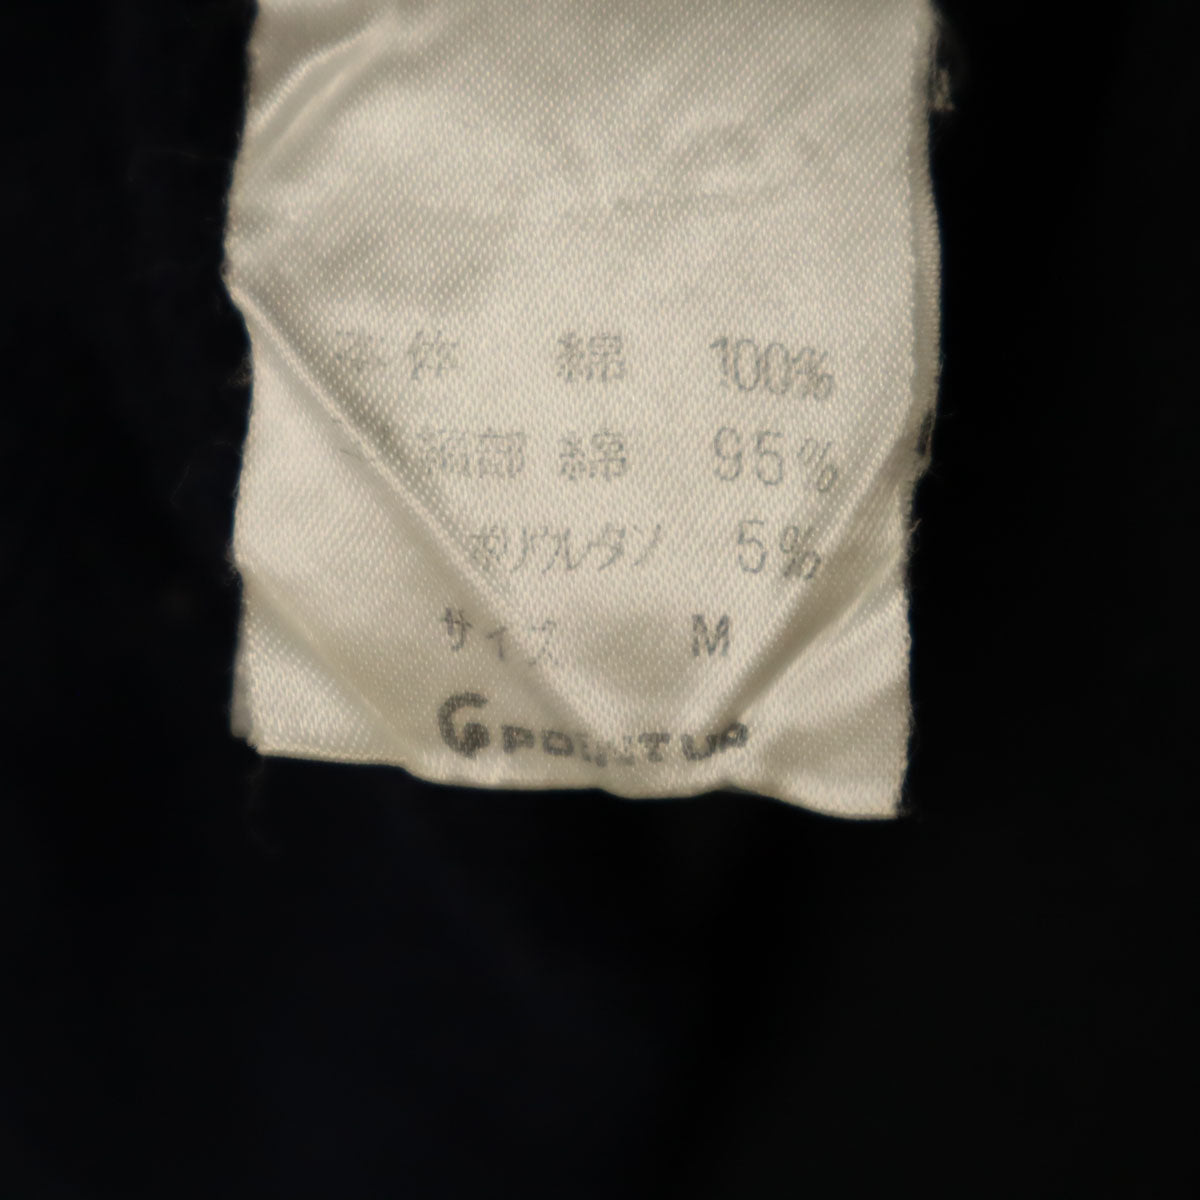 本体 綿 100%
細部 綿 95%
ポリウレタン 5%
サイズ M
G POINT UP